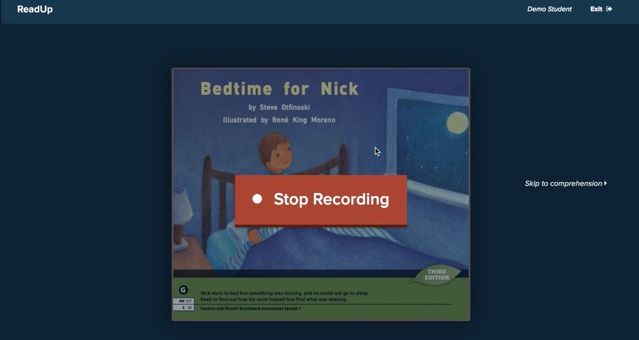 ReadUp
Demo Student
Exit
Bedtime for Nick
by Steve Otfinoski
illustrated by René King Moreno
Stop Recording
Skip to comprehension
THIRD
EDITION
G
Nick went to bed but something was missing, and he could not go to sleep.
Read to find out how his mom helped him find what was missing.
Fountas and Pinnell Benchmark Assessment System 1